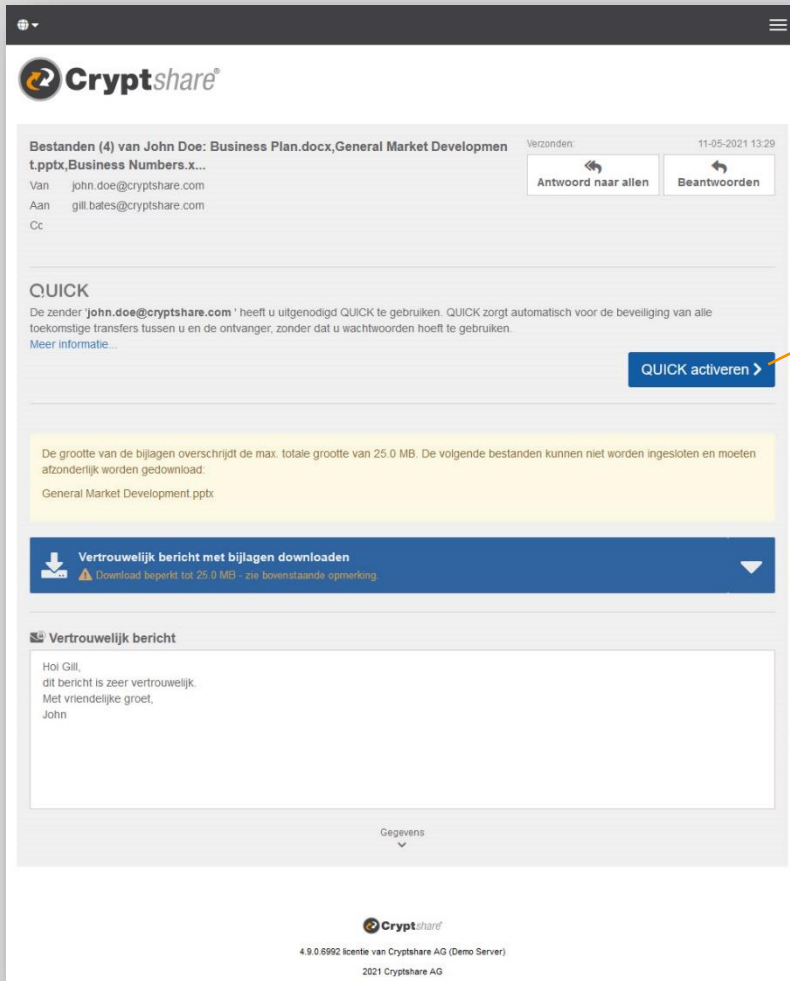 Cryptshare®
Bestanden (4) van John Doe: Business Plan.docx,General Market Developmen
t.pptx,Business Numbers.x...
Van john.doe@cryptshare.com
Aan gill.bates@cryptshare.com
Cc
Verzonden: 11-05-2021 13:29
Antwoord naar allen
Beantwoorden
QUICK
De zender 'john.doe@cryptshare.com ' heeft u uitgenodigd QUICK te gebruiken. QUICK zorgt automatisch voor de beveiliging van alle
toekomstige transfers tussen u en de ontvanger, zonder dat u wachtwoorden hoeft te gebruiken.
Meer informatie...
QUICK activeren
De grootte van de bijlagen overschrijdt de max. totale grootte van 25.0 MB. De volgende bestanden kunnen niet worden ingesloten en moeten
afzonderlijk worden gedownload:
General Market Development.pptx
Vertrouwelijk bericht met bijlagen downloaden
Download beperkt tot 25.0 MB - zie bovenstaande opmerking.
Vertrouwelijk bericht
Hoi Gill,
dit bericht is zeer vertrouwelijk.
Met vriendelijke groet,
John
Gegevens
Cryptshare®
4.9.0.6992 licentie van Cryptshare AG (Demo Server)
2021 Cryptshare AG